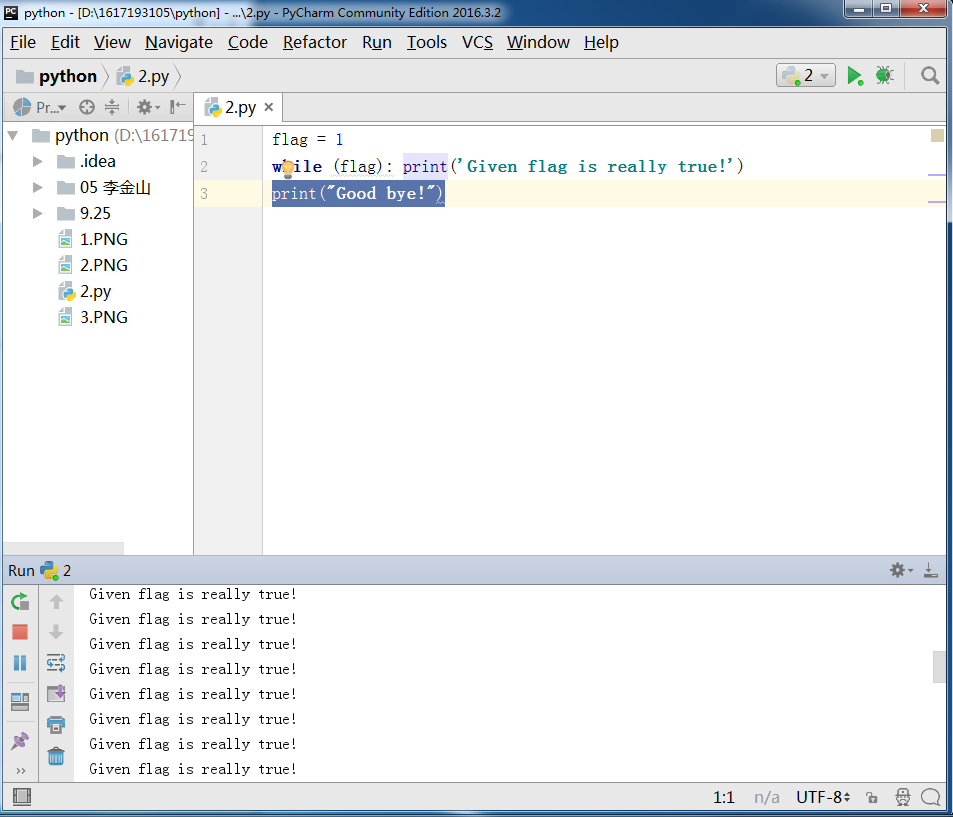 python - [D:\1617193105\python] - ...\2.py - PyCharm Community Edition 2016.3.2
File Edit View Navigate Code Refactor Run Tools VCS Window Help
python 2.py 2
Pr... 2.py ×
python (D:\161719
.idea
05 李金山
9.25
1.PNG
2.PNG
2.py
3.PNG
1 flag = 1
2 while (flag): print('Given flag is really true!')
3 print("Good bye!")
Run 2
Given flag is really true!
Given flag is really true!
Given flag is really true!
Given flag is really true!
Given flag is really true!
Given flag is really true!
Given flag is really true!
Given flag is really true!
1:1 n/a UTF-8